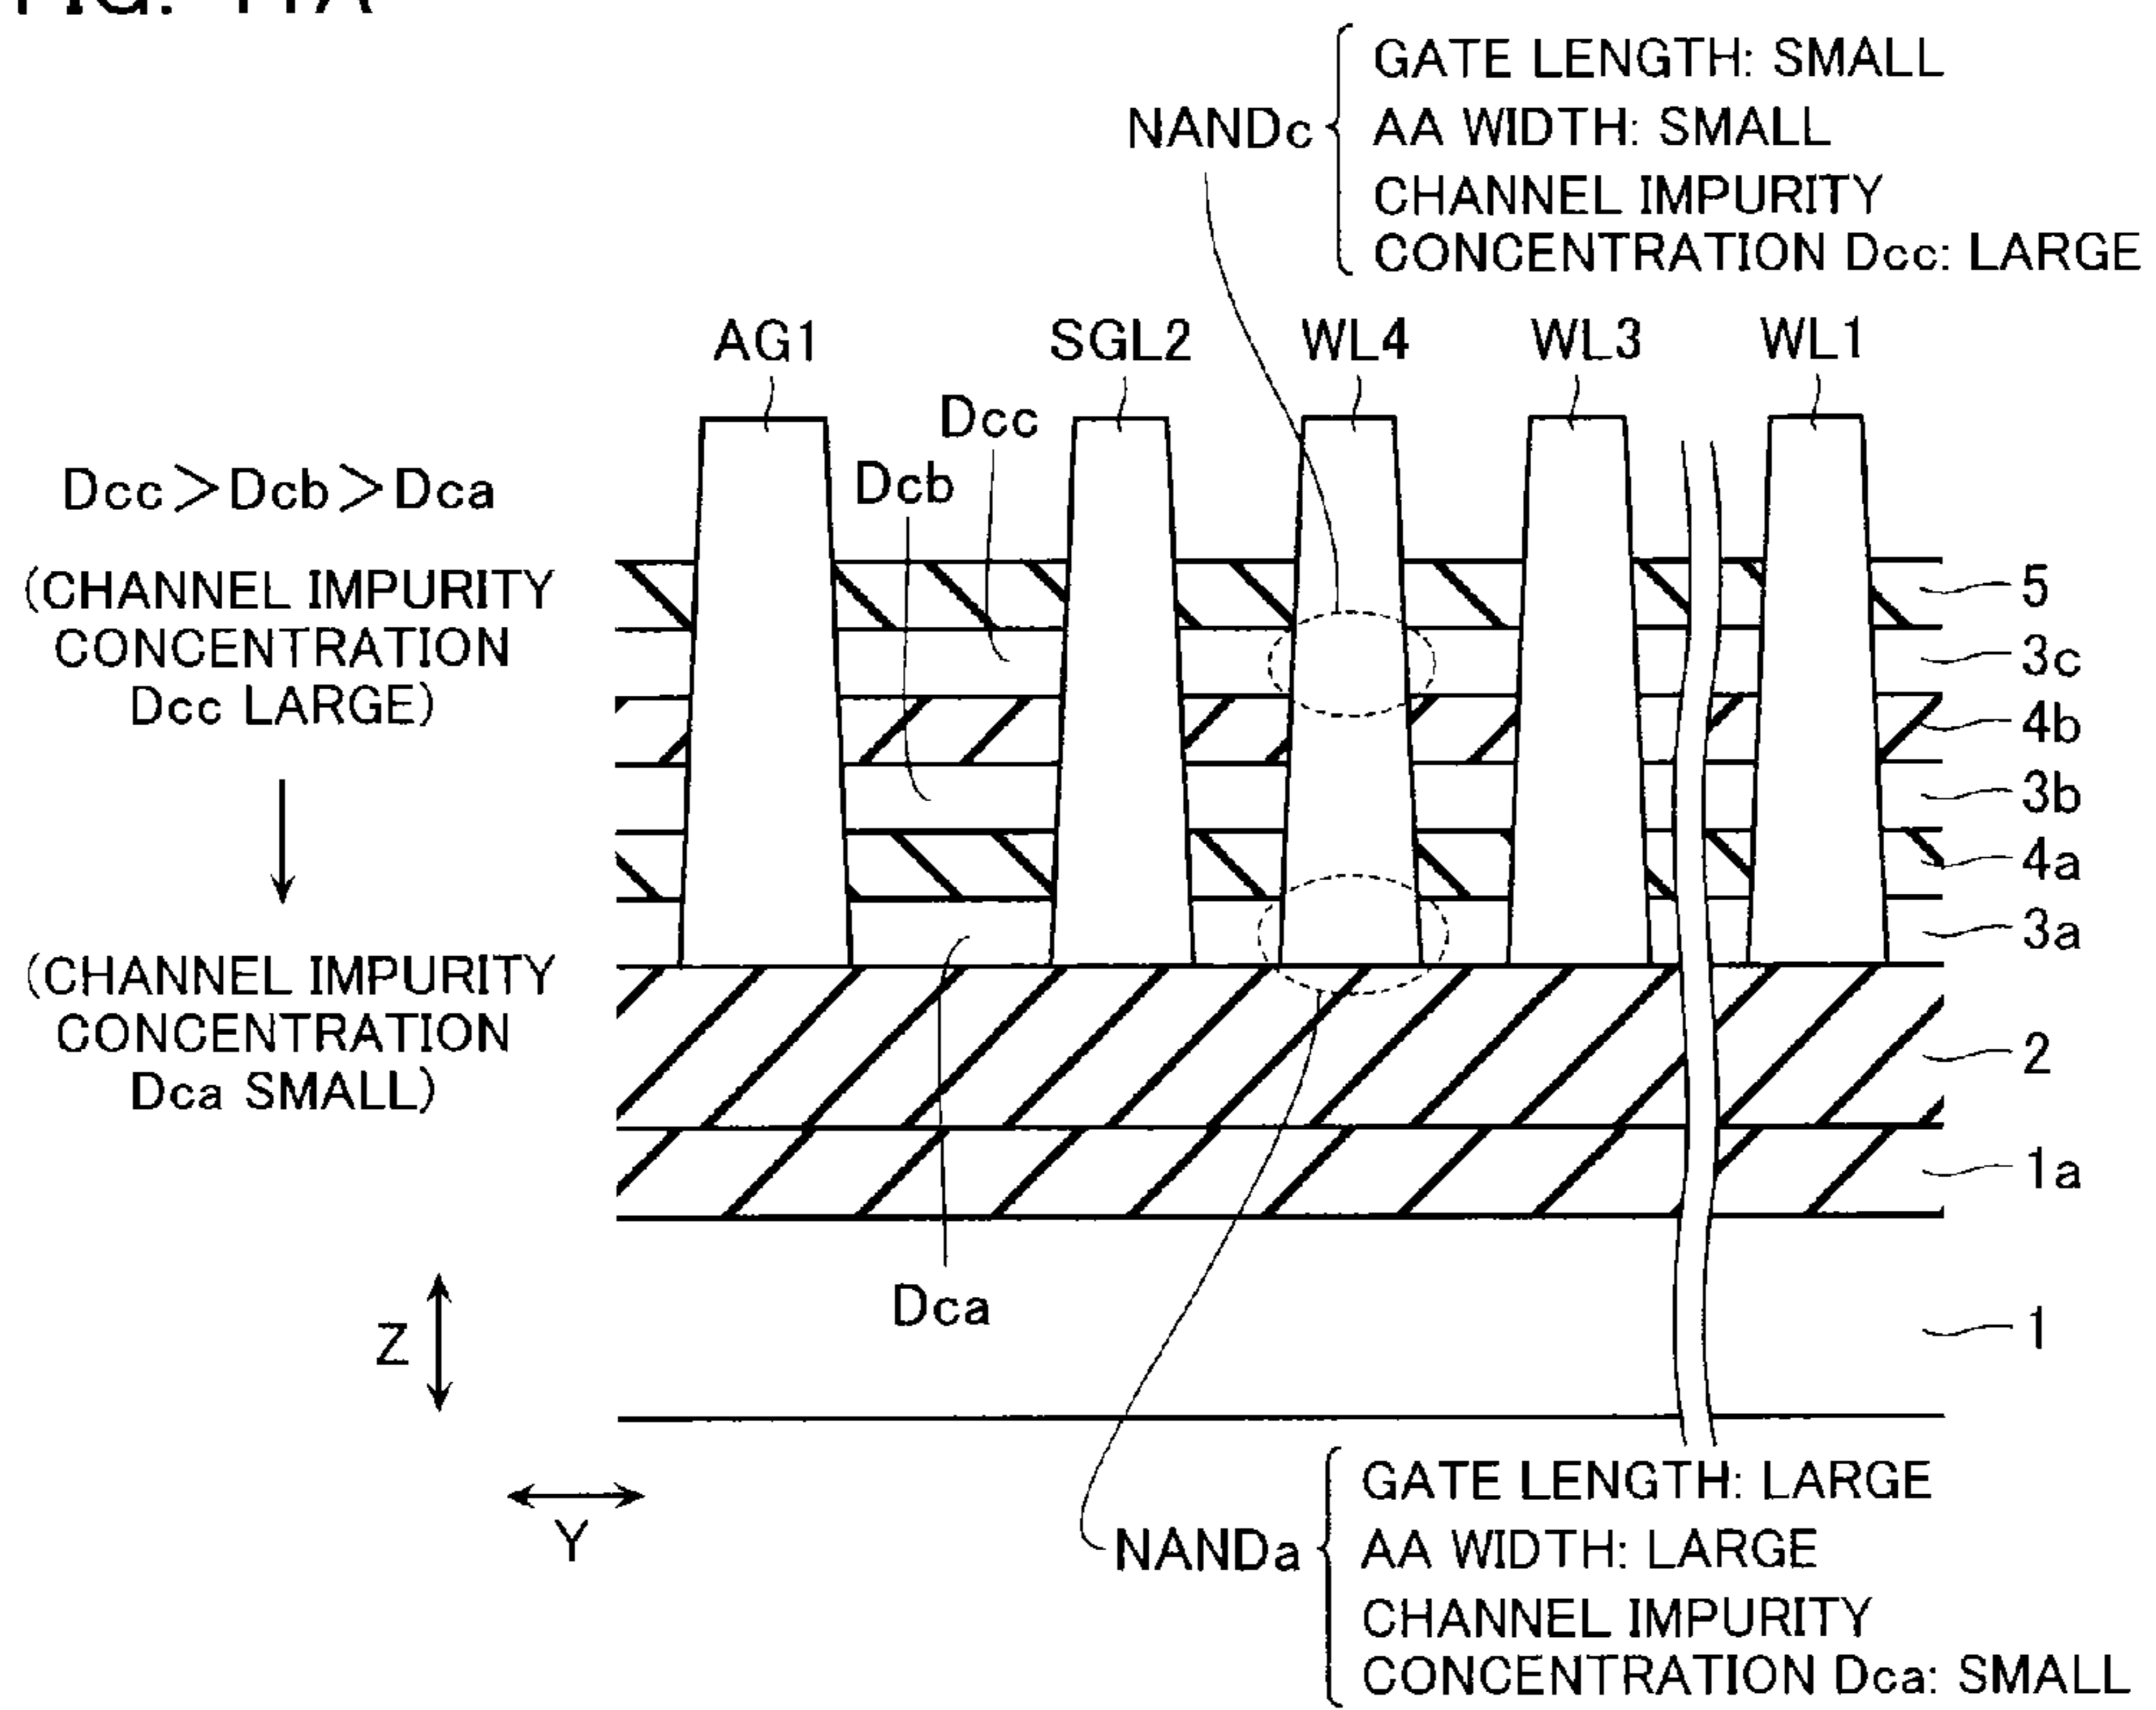 GATE LENGTH: SMALL
NANDc
AA WIDTH: SMALL
CHANNEL IMPURITY
CONCENTRATION Dcc: LARGE
AG1 SGL2 WL4 WL3 WL1
Dcc
Dcb
Dcc>Dcb>Dca
(CHANNEL IMPURITY
CONCENTRATION
Dcc LARGE)
5
3c
4b
3b
4a
3a
(CHANNEL IMPURITY
CONCENTRATION
Dca SMALL)
2
1a
Dca
1
Z
Y
GATE LENGTH: LARGE
NANDa
AA WIDTH: LARGE
CHANNEL IMPURITY
CONCENTRATION Dca: SMALL